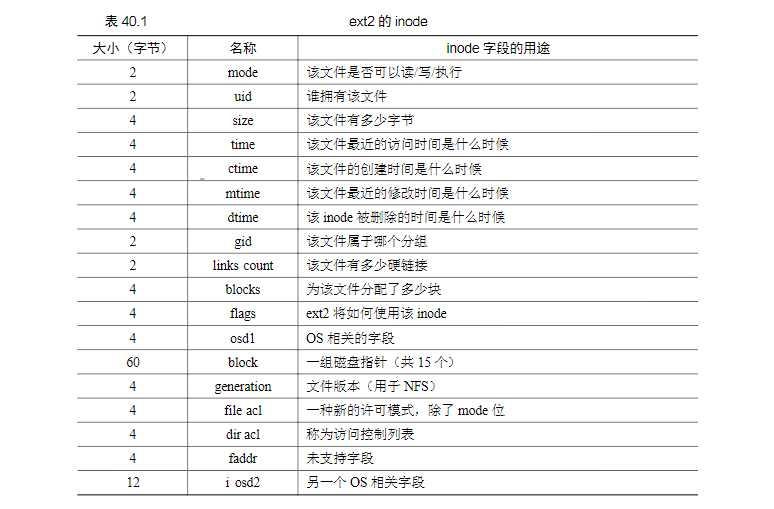 表 40.1 ext2 的 inode
大小（字节） 名称 inode 字段的用途
2 mode 该文件是否可以读/写/执行
2 uid 谁拥有该文件
4 size 该文件有多少字节
4 time 该文件最近的访问时间是什么时候
4 ctime 该文件的创建时间是什么时候
4 mtime 该文件最近的修改时间是什么时候
4 dtime 该 inode 被删除的时间是什么时候
2 gid 该文件属于哪个分组
2 links count 该文件有多少硬链接
4 blocks 为该文件分配了多少块
4 flags ext2 将如何使用该 inode
4 osd1 OS 相关的字段
60 block 一组磁盘指针（共 15 个）
4 generation 文件版本（用于 NFS）
4 file acl 一种新的许可模式，除了 mode 位
4 dir acl 称为访问控制列表
4 faddr 未支持字段
12 i osd2 另一个 OS 相关字段